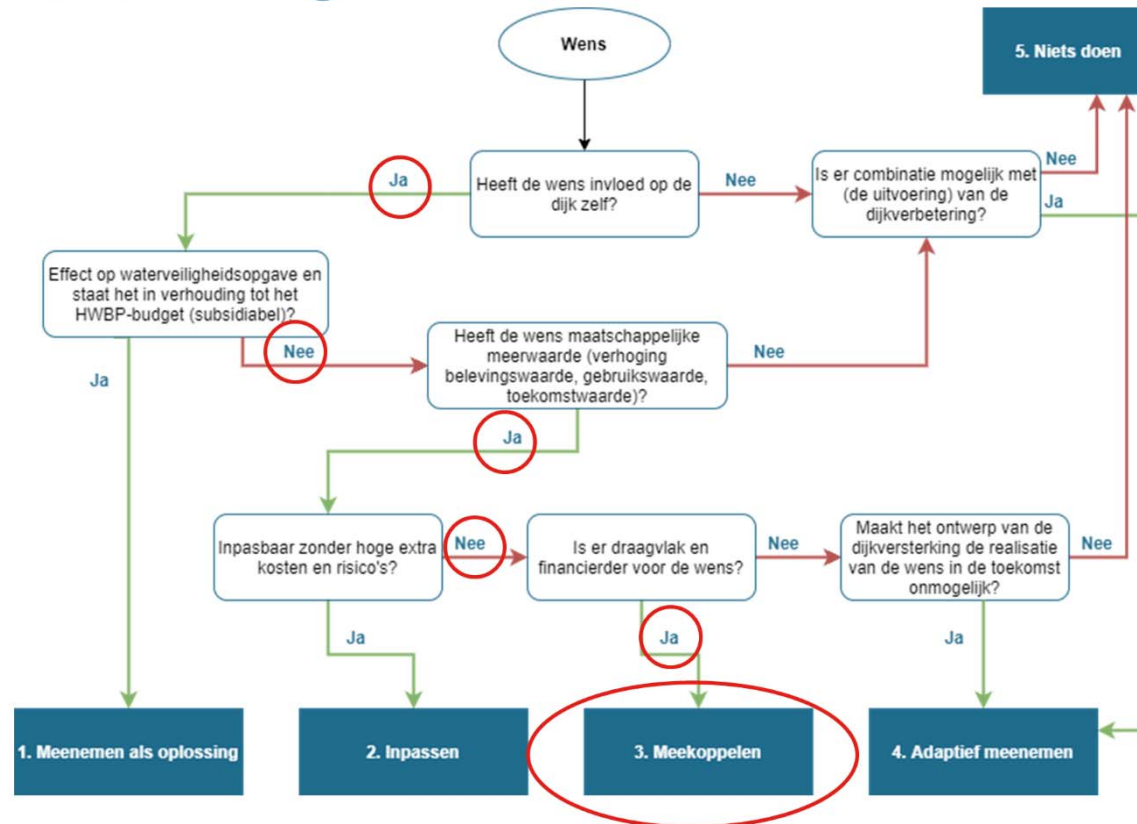 Wens
5. Niets doen
Ja
Heeft de wens invloed op de
dijk zelf?
Nee
Is er combinatie mogelijk met
(de uitvoering) van de
dijkverbetering?
Nee
Ja
Effect op waterveiligheidsopgave en
staat het in verhouding tot het
HWBP-budget (subsidiabel)?
Nee
Ja
Heeft de wens maatschappelijke
meerwaarde (verhoging
belevingswaarde, gebruikswaarde,
toekomstwaarde)?
Nee
Ja
Inpasbaar zonder hoge extra
kosten en risico's?
Nee
Is er draagvlak en
financierder voor de wens?
Nee
Maakt het ontwerp van de
dijkversterking de realisatie
van de wens in de toekomst
onmogelijk?
Nee
Ja
Ja
Ja
1. Meenemen als oplossing
2. Inpassen
3. Meekoppelen
4. Adaptief meenemen